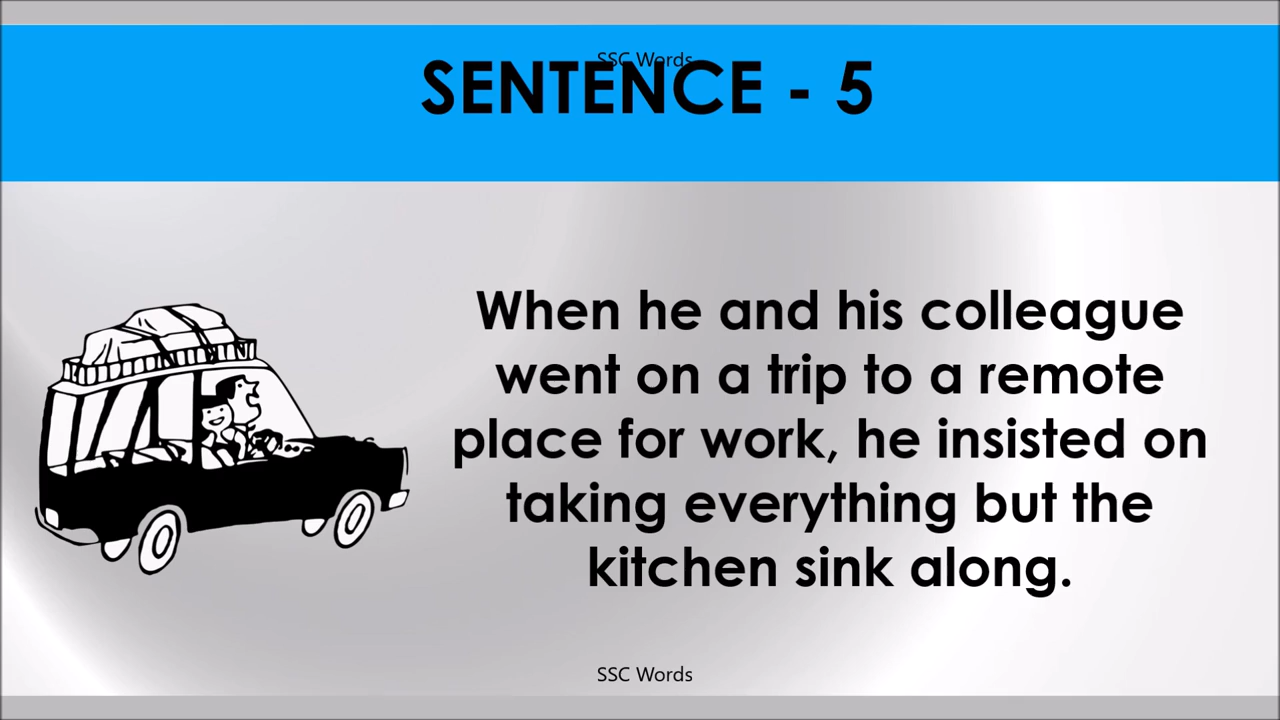 SSC Words
SENTENCE - 5
When he and his colleague
went on a trip to a remote
place for work, he insisted on
taking everything but the
kitchen sink along.
SSC Words